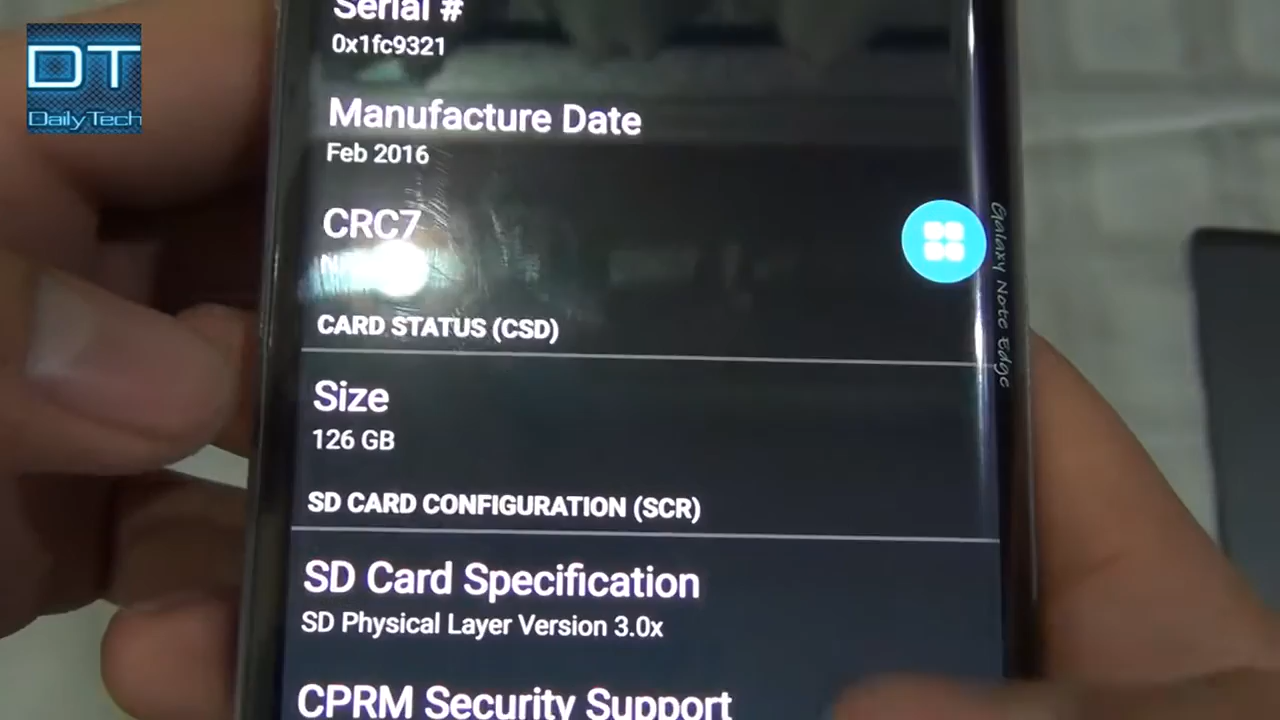 DT
DailyTech
Serial #
0x1fc9321
Manufacture Date
Feb 2016
CRC7
CARD STATUS (CSD)
Size
126 GB
SD CARD CONFIGURATION (SCR)
SD Card Specification
SD Physical Layer Version 3.0x
CPRM Security Support
Galaxy Note Edge